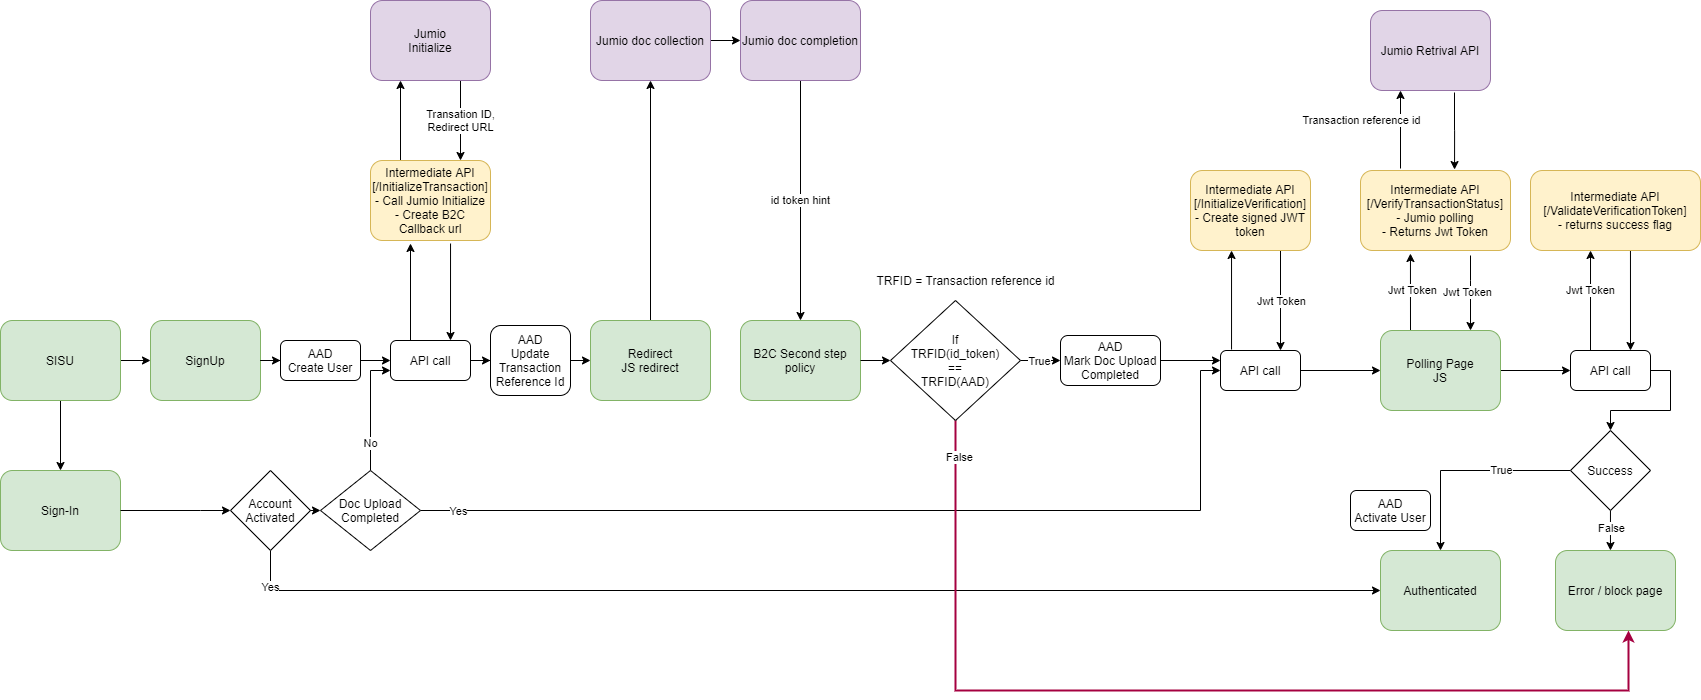 Jumio
Initialize
Jumio doc collection
Jumio doc completion
Jumio Retrival API
Transation ID,
Redirect URL
Transaction reference id
Intermediate API
[/InitializeTransaction]
- Call Jumio Initialize
- Create B2C
Callback url
id token hint
Intermediate API
[/InitializeVerification]
- Create signed JWT
token
Intermediate API
[/VerifyTransactionStatus]
- Jumio polling
- Returns Jwt Token
Intermediate API
[/ValidateVerificationToken]
- returns success flag
TRFID = Transaction reference id
Jwt Token
Jwt Token
Jwt Token
Jwt Token
SISU
SignUp
AAD
Create User
API call
AAD
Update
Transaction
Reference Id
Redirect
JS redirect
B2C Second step
policy
If
TRFID(id_token)
==
TRFID(AAD)
True
AAD
Mark Doc Upload
Completed
API call
Polling Page
JS
API call
No
False
Sign-In
Account
Activated
Doc Upload
Completed
Yes
True
Success
AAD
Activate User
False
Yes
Authenticated
Error / block page